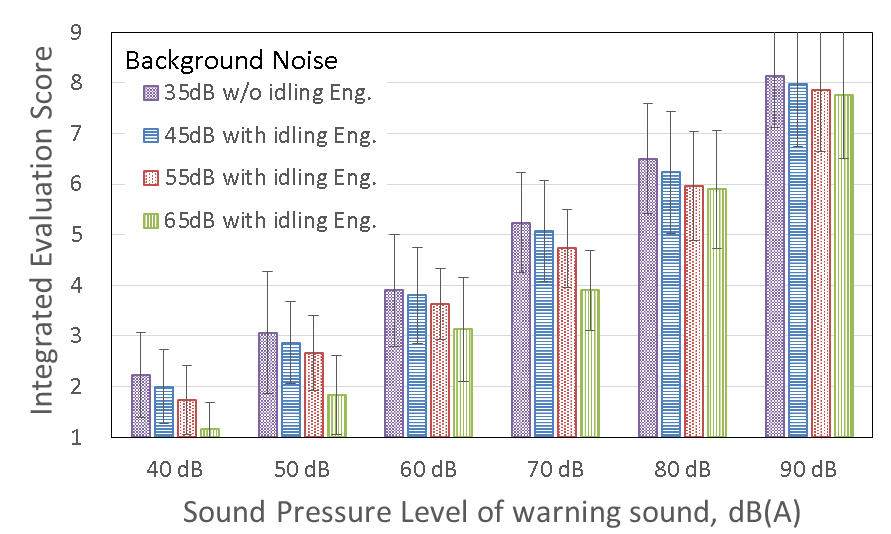 Integrated Evaluation Score
9
8
7
6
5
4
3
2
1
Background Noise
35dB w/o idling Eng.
45dB with idling Eng.
55dB with idling Eng.
65dB with idling Eng.
40 dB 50 dB 60 dB 70 dB 80 dB 90 dB
Sound Pressure Level of warning sound, dB(A)